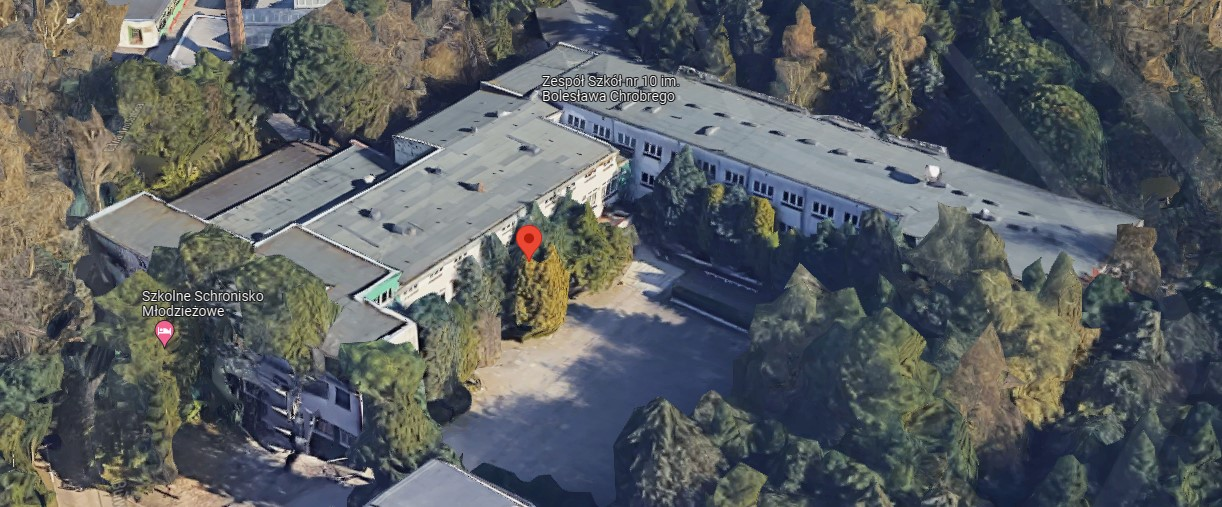 Zespół Szkół nr 10 im.
Bolesława Chrobrego
Szkolne Schronisko
Młodzieżowe